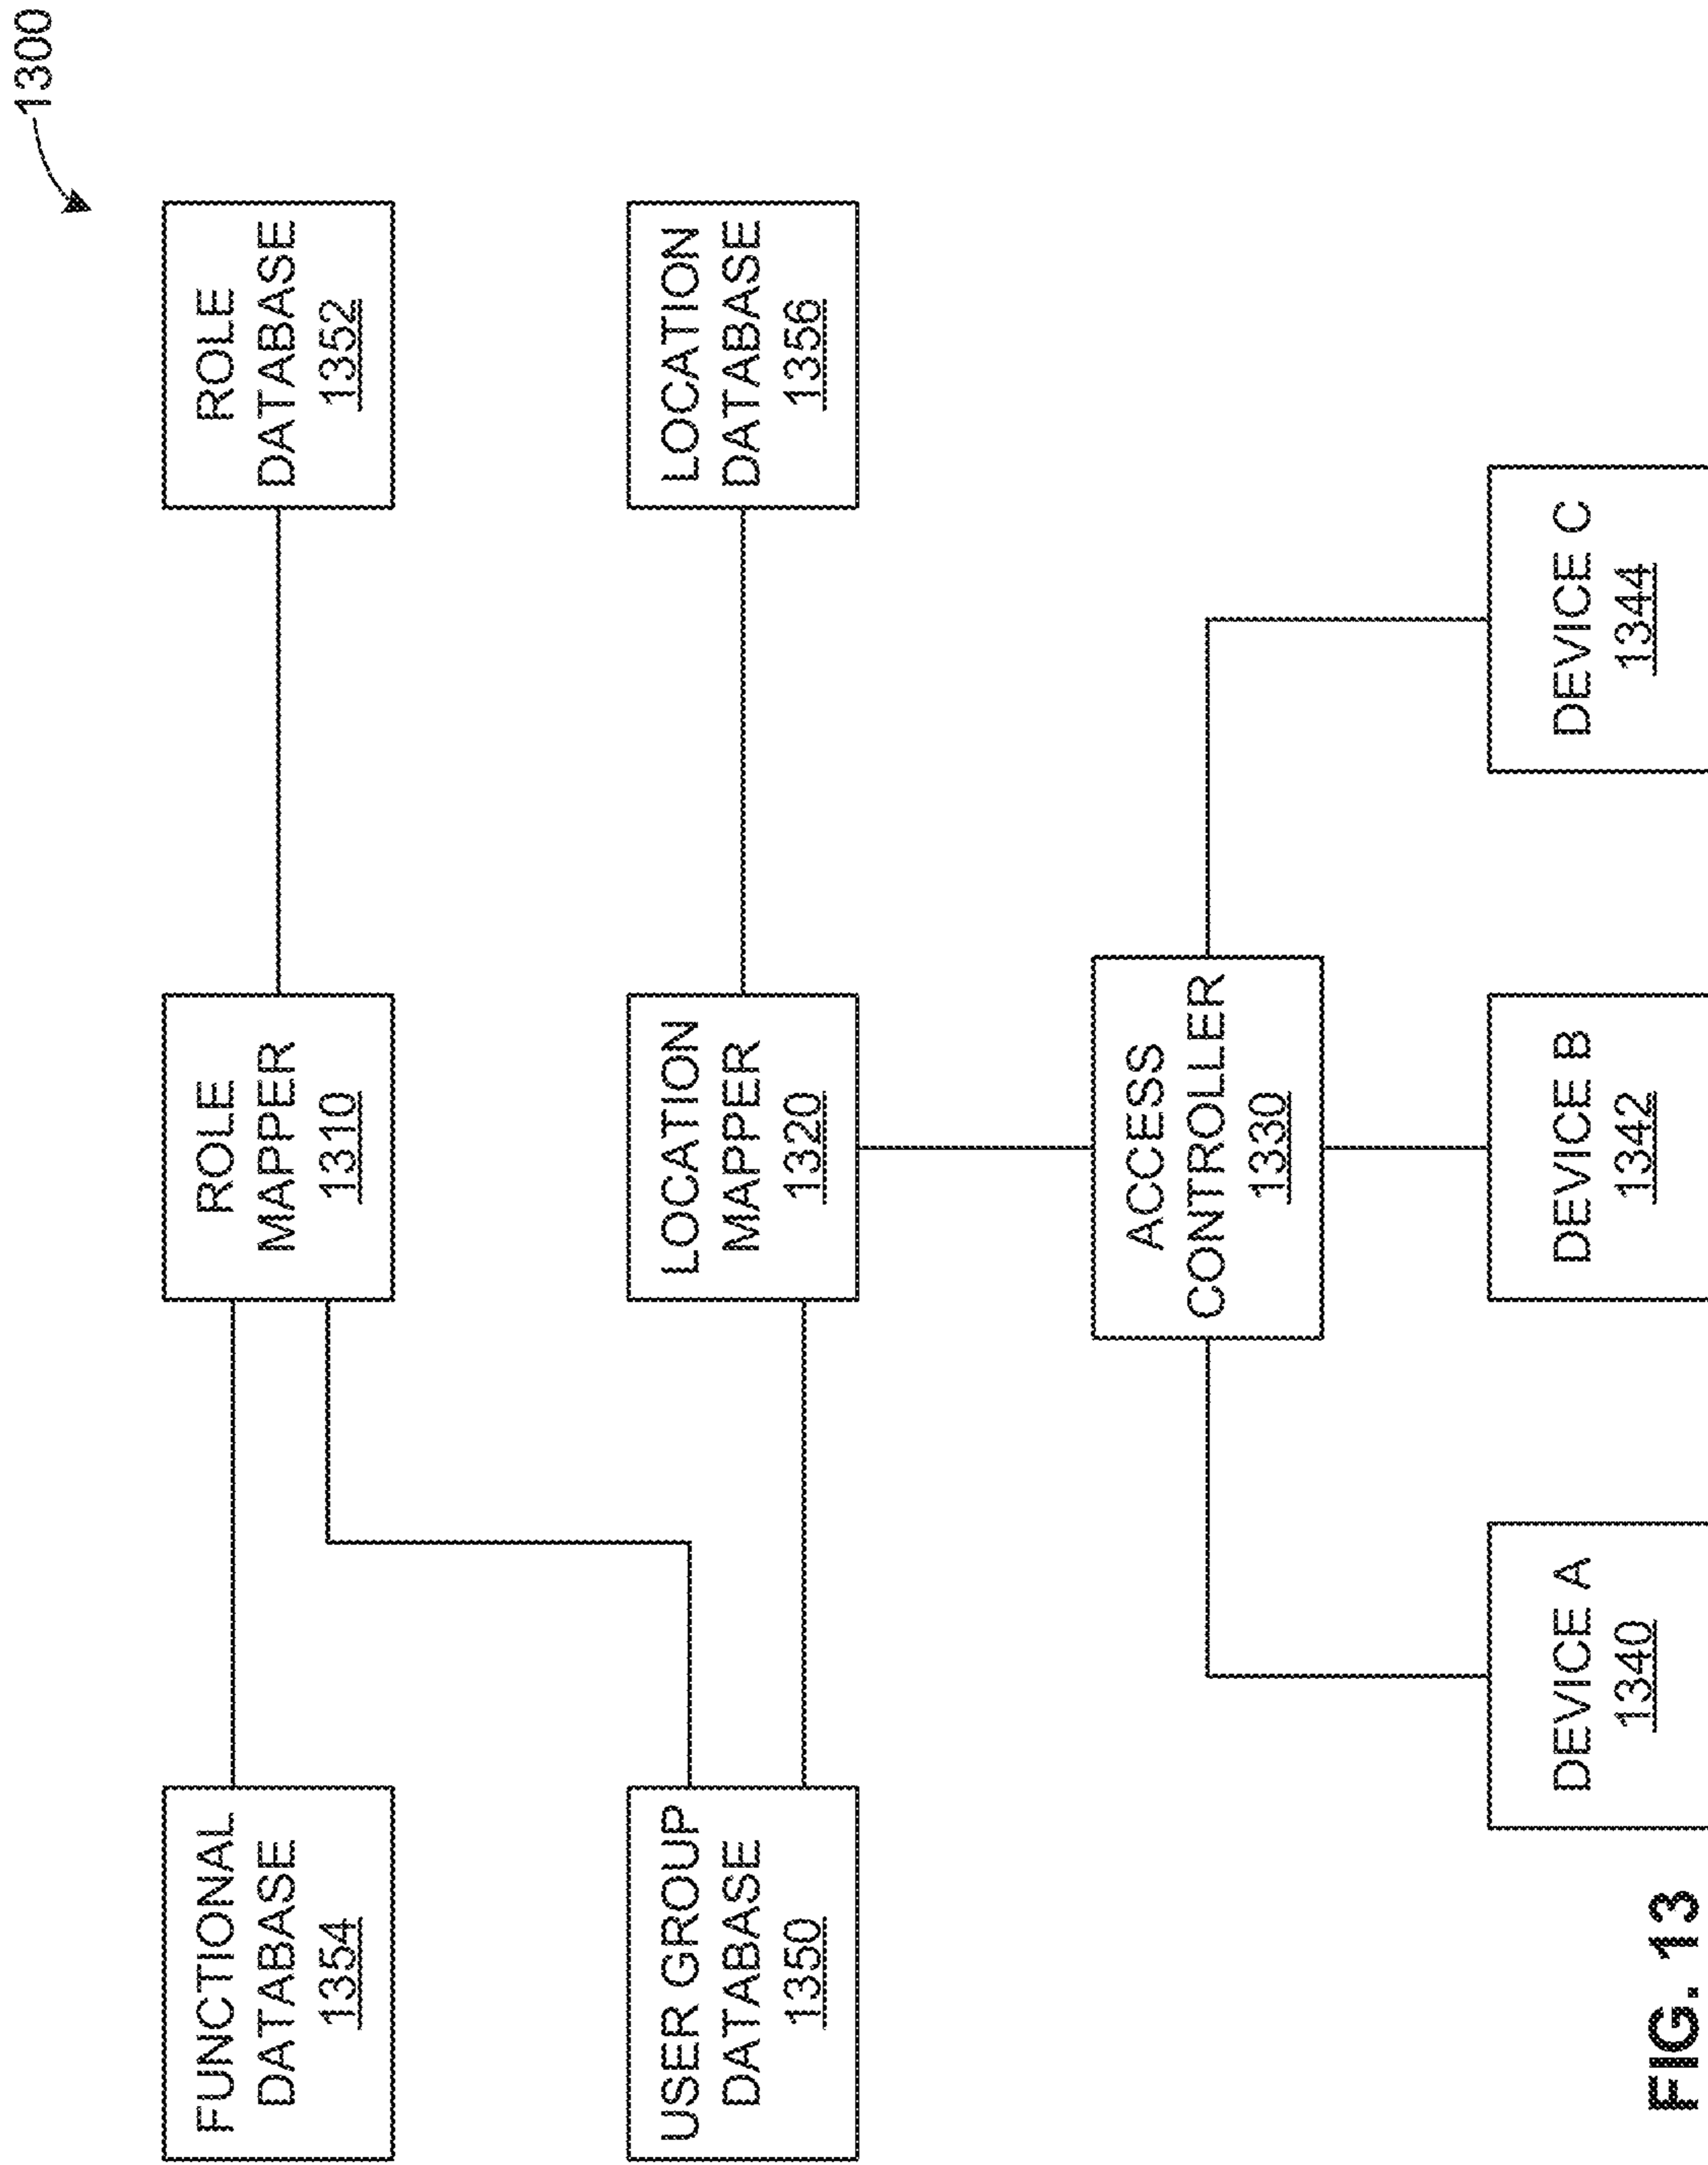 1300
FUNCTIONAL
DATABASE
1354
ROLE
MAPPER
1310
ROLE
DATABASE
1352
USER GROUP
DATABASE
1350
LOCATION
MAPPER
1320
LOCATION
DATABASE
1356
ACCESS
CONTROLLER
1330
DEVICE A
1340
DEVICE B
1342
DEVICE C
1344
FIG. 13